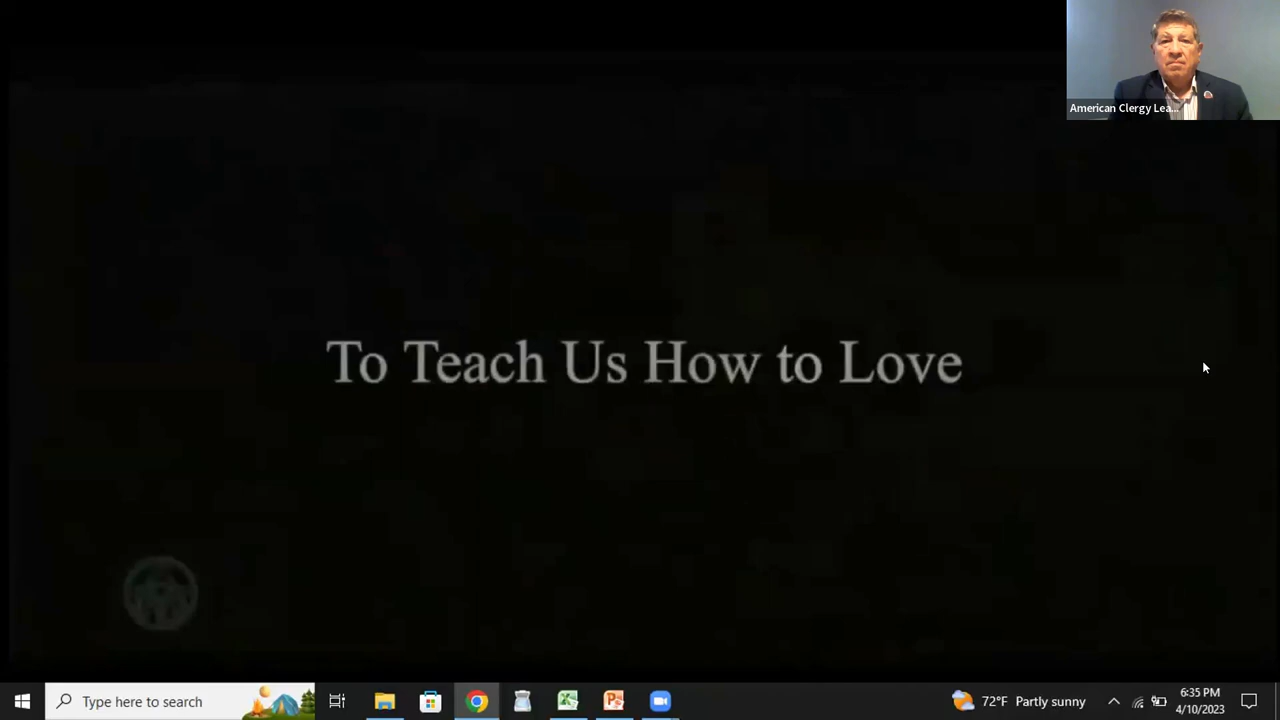 American Clergy Lea...
To Teach Us How to Love
Type here to search
72°F Partly sunny
6:35 PM
4/10/2023